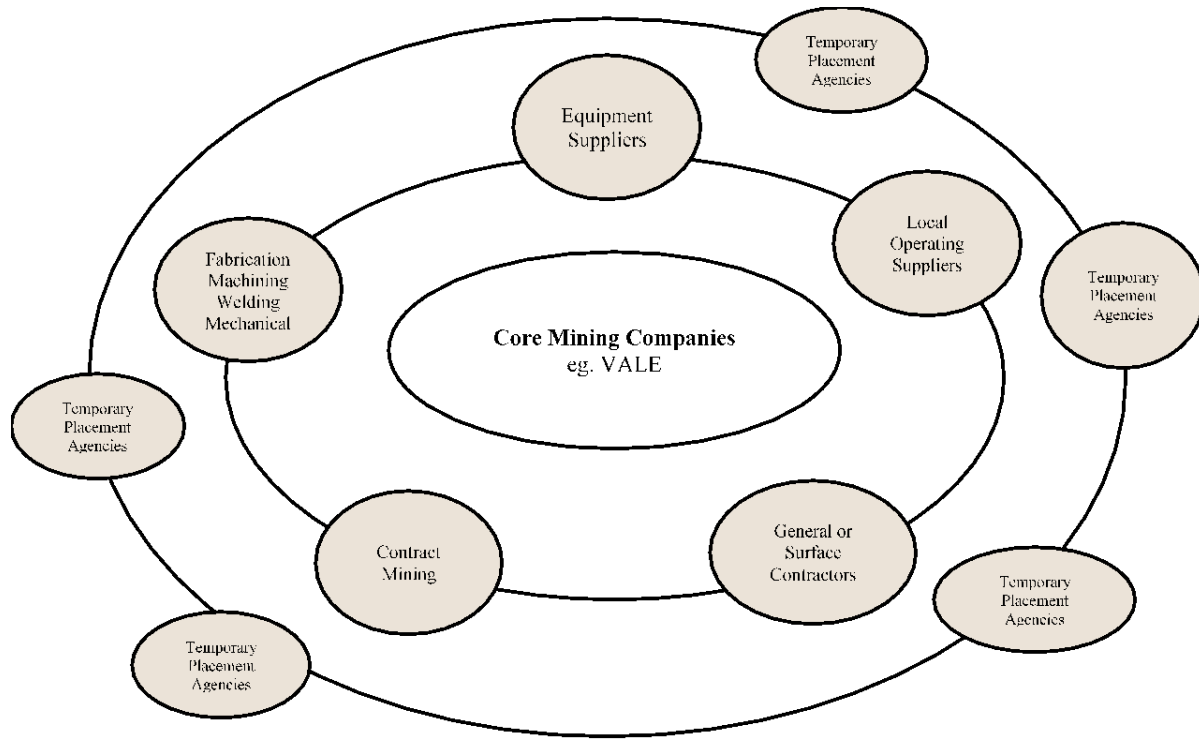 Temporary
Placement
Agencies
Equipment
Suppliers
Local
Operating
Suppliers
Fabrication
Machining
Welding
Mechanical
Temporary
Placement
Agencies
Core Mining Companies
eg. VALE
Temporary
Placement
Agencies
Contract
Mining
General or
Surface
Contractors
Temporary
Placement
Agencies
Temporary
Placement
Agencies